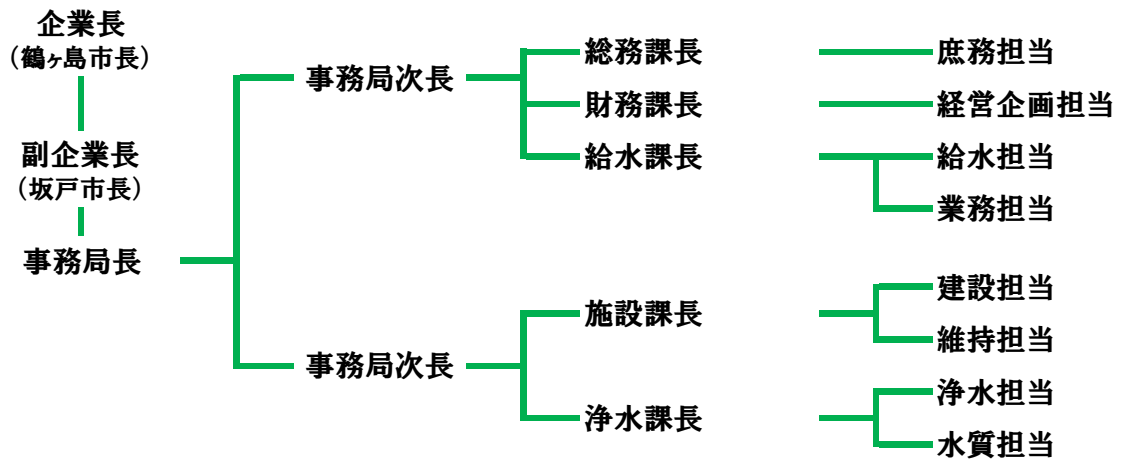 企業長
(鶴ヶ島市長)
副企業長
(坂戸市長)
事務局長
事務局次長
総務課長
庶務担当
財務課長
経営企画担当
給水課長
給水担当
業務担当
事務局次長
施設課長
建設担当
維持担当
浄水課長
浄水担当
水質担当